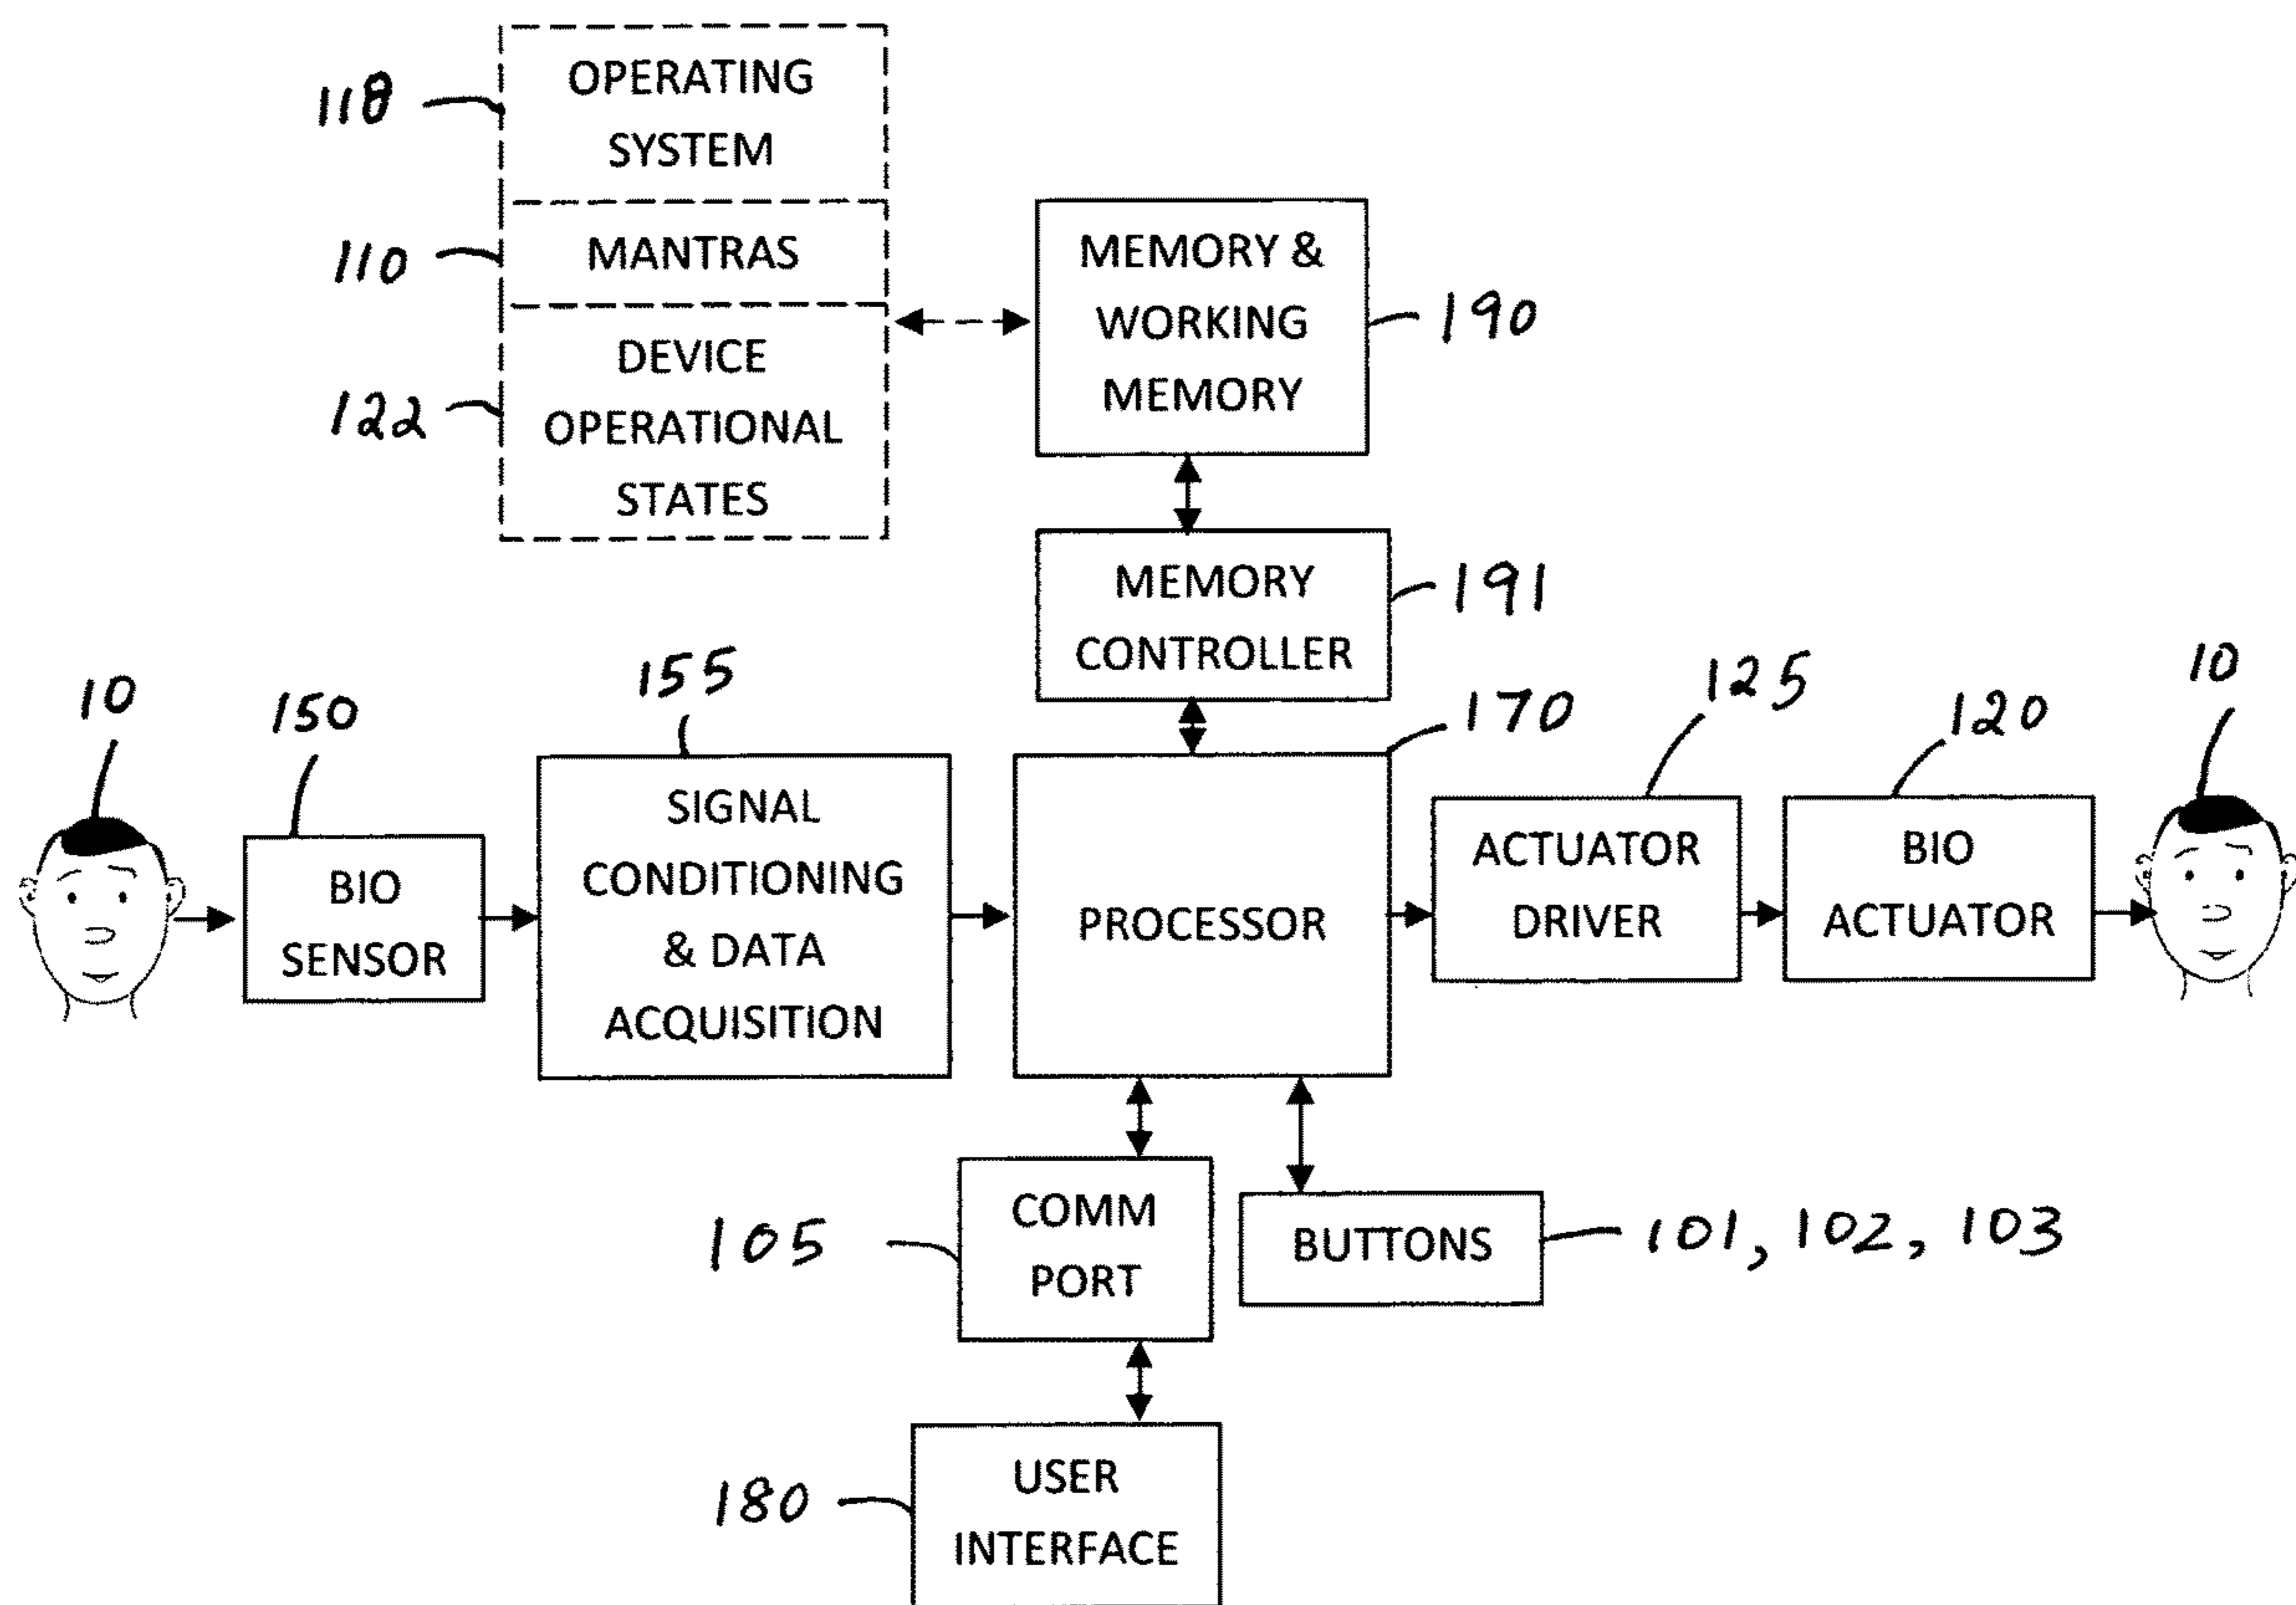 118
OPERATING
SYSTEM
110
MANTRAS
122
DEVICE
OPERATIONAL
STATES
MEMORY &
WORKING
MEMORY
190
MEMORY
CONTROLLER
191
10
150
BIO
SENSOR
155
SIGNAL
CONDITIONING
& DATA
ACQUISITION
170
PROCESSOR
125
ACTUATOR
DRIVER
120
BIO
ACTUATOR
10
105
COMM
PORT
BUTTONS
101, 102, 103
180
USER
INTERFACE